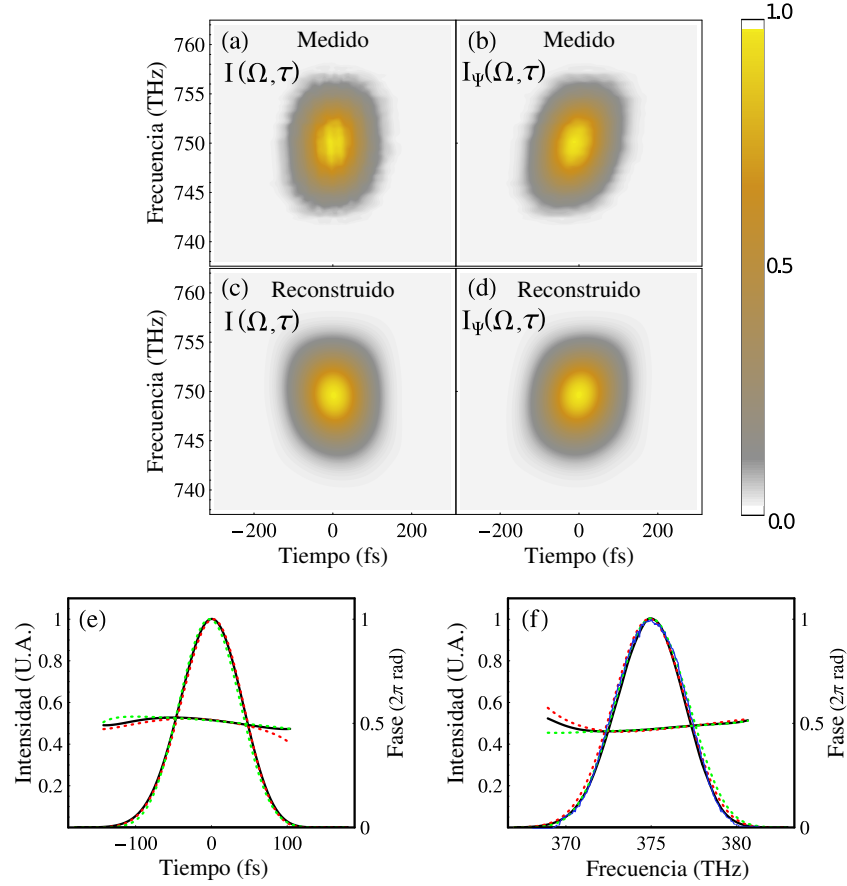 (a) Medido
I(Ω,τ)
(b) Medido
I_Ψ(Ω,τ)
Frecuencia (THz)
760
755
750
745
740
(c) Reconstruido
I(Ω,τ)
(d) Reconstruido
I_Ψ(Ω,τ)
Frecuencia (THz)
760
755
750
745
740
−200 0 200
Tiempo (fs)
−200 0 200
Tiempo (fs)
1.0
0.5
0.0
(e)
Intensidad (U.A.)
1
0.8
0.6
0.4
0.2
1
0.5
0
Fase (2π rad)
−100 0 100
Tiempo (fs)
(f)
Intensidad (U.A.)
1
0.8
0.6
0.4
0.2
1
0.5
0
Fase (2π rad)
370 375 380
Frecuencia (THz)